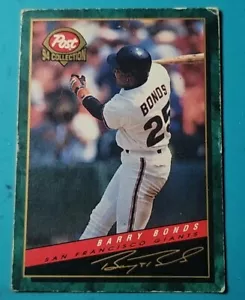 Post
94 COLLECTION
BONDS
25
BARRY BONDS
SAN FRANCISCO GIANTS